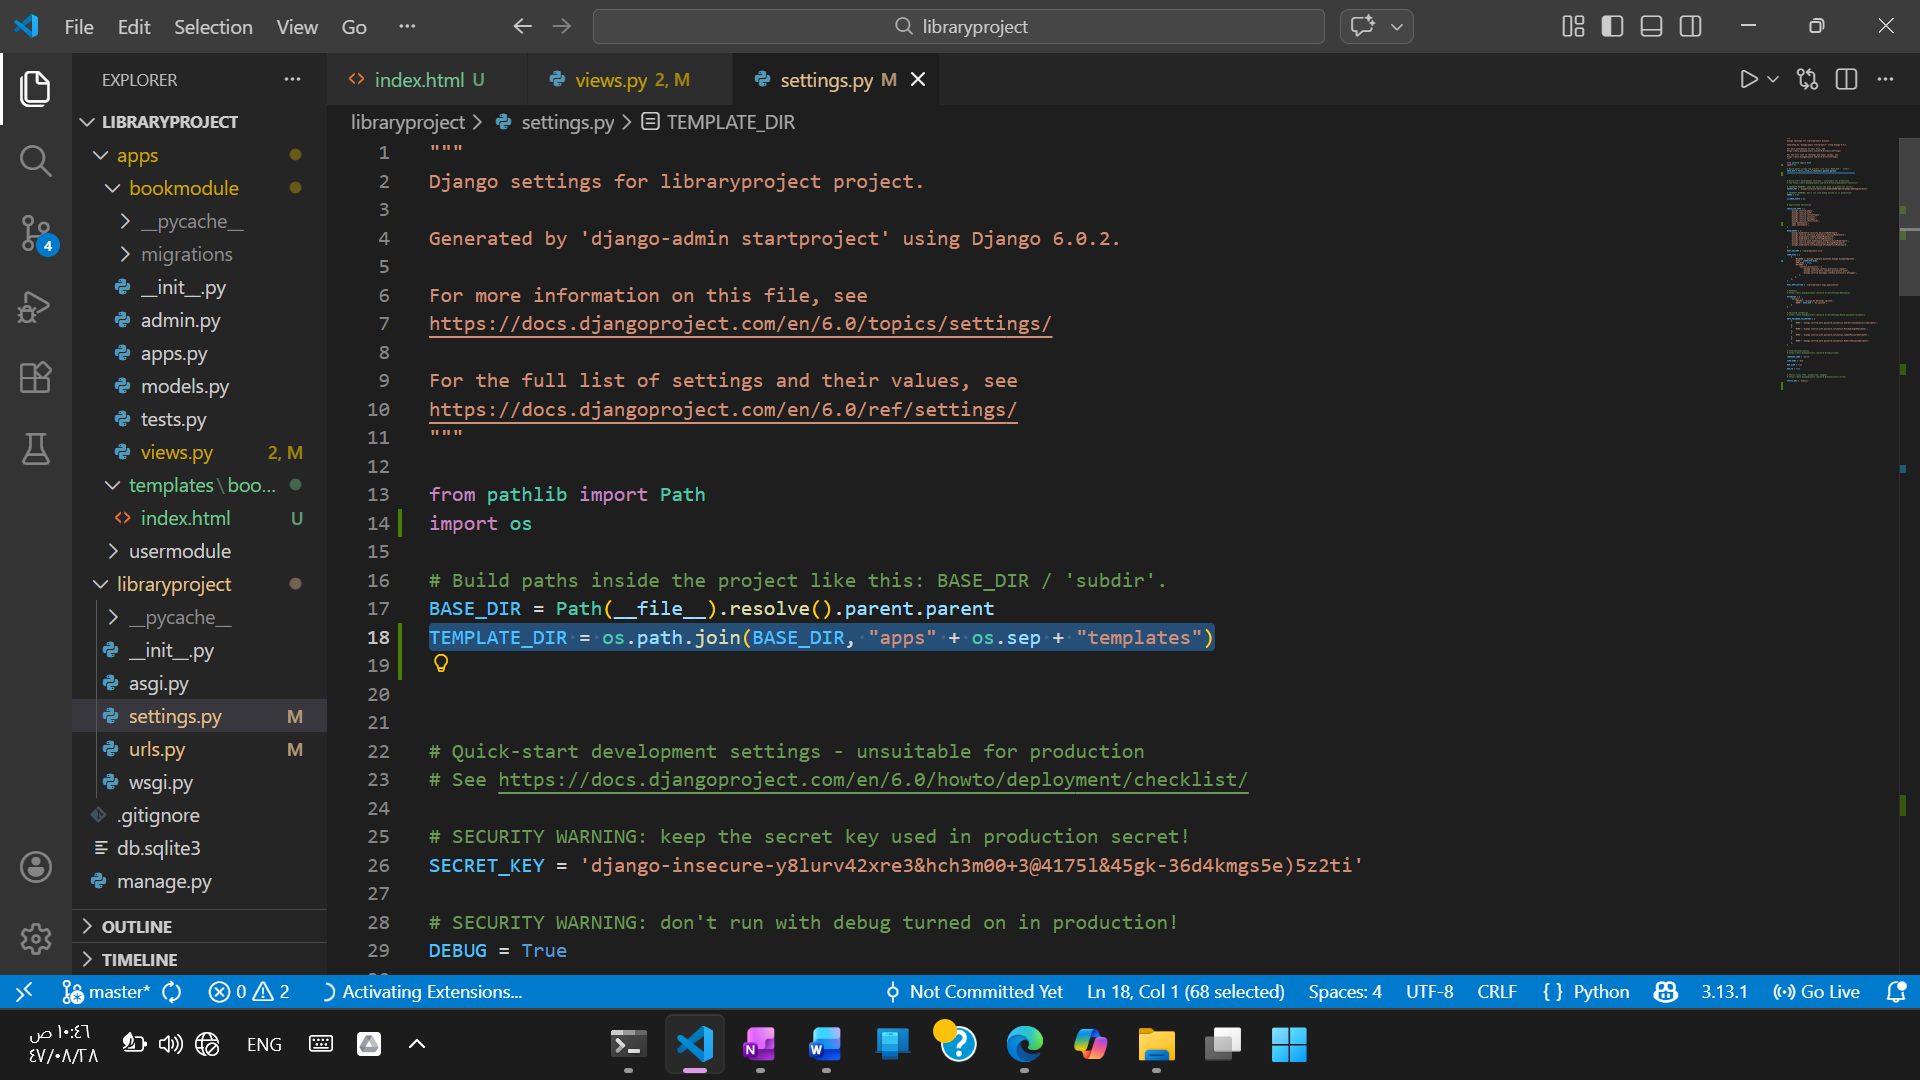 File Edit Selection View Go ···
libraryproject
EXPLORER
index.html U
views.py 2, M
settings.py M
libraryproject > settings.py > TEMPLATE_DIR
LIBRARYPROJECT
apps
bookmodule
__pycache__
migrations
__init__.py
admin.py
apps.py
models.py
tests.py
views.py 2, M
templates\boo...
index.html U
usermodule
libraryproject
__pycache__
__init__.py
asgi.py
settings.py M
urls.py M
wsgi.py
.gitignore
db.sqlite3
manage.py
OUTLINE
TIMELINE
1 """
2 Django settings for libraryproject project.
3
4 Generated by 'django-admin startproject' using Django 6.0.2.
5
6 For more information on this file, see
7 https://docs.djangoproject.com/en/6.0/topics/settings/
8
9 For the full list of settings and their values, see
10 https://docs.djangoproject.com/en/6.0/ref/settings/
11 """
12
13 from pathlib import Path
14 import os
15
16 # Build paths inside the project like this: BASE_DIR / 'subdir'.
17 BASE_DIR = Path(__file__).resolve().parent.parent
18 TEMPLATE_DIR = os.path.join(BASE_DIR, "apps" + os.sep + "templates")
19
20
21
22 # Quick-start development settings - unsuitable for production
23 # See https://docs.djangoproject.com/en/6.0/howto/deployment/checklist/
24
25 # SECURITY WARNING: keep the secret key used in production secret!
26 SECRET_KEY = 'django-insecure-y8lurv42xre3&hch3m00+3@4175l&45gk-36d4kmgs5e)5z2ti'
27
28 # SECURITY WARNING: don't run with debug turned on in production!
29 DEBUG = True
4
master* 0 2 Activating Extensions... Not Committed Yet Ln 18, Col 1 (68 selected) Spaces: 4 UTF-8 CRLF { } Python 3.13.1 Go Live
١٠:٤٦ ص
٤٧/٠٨/٢٨
ENG